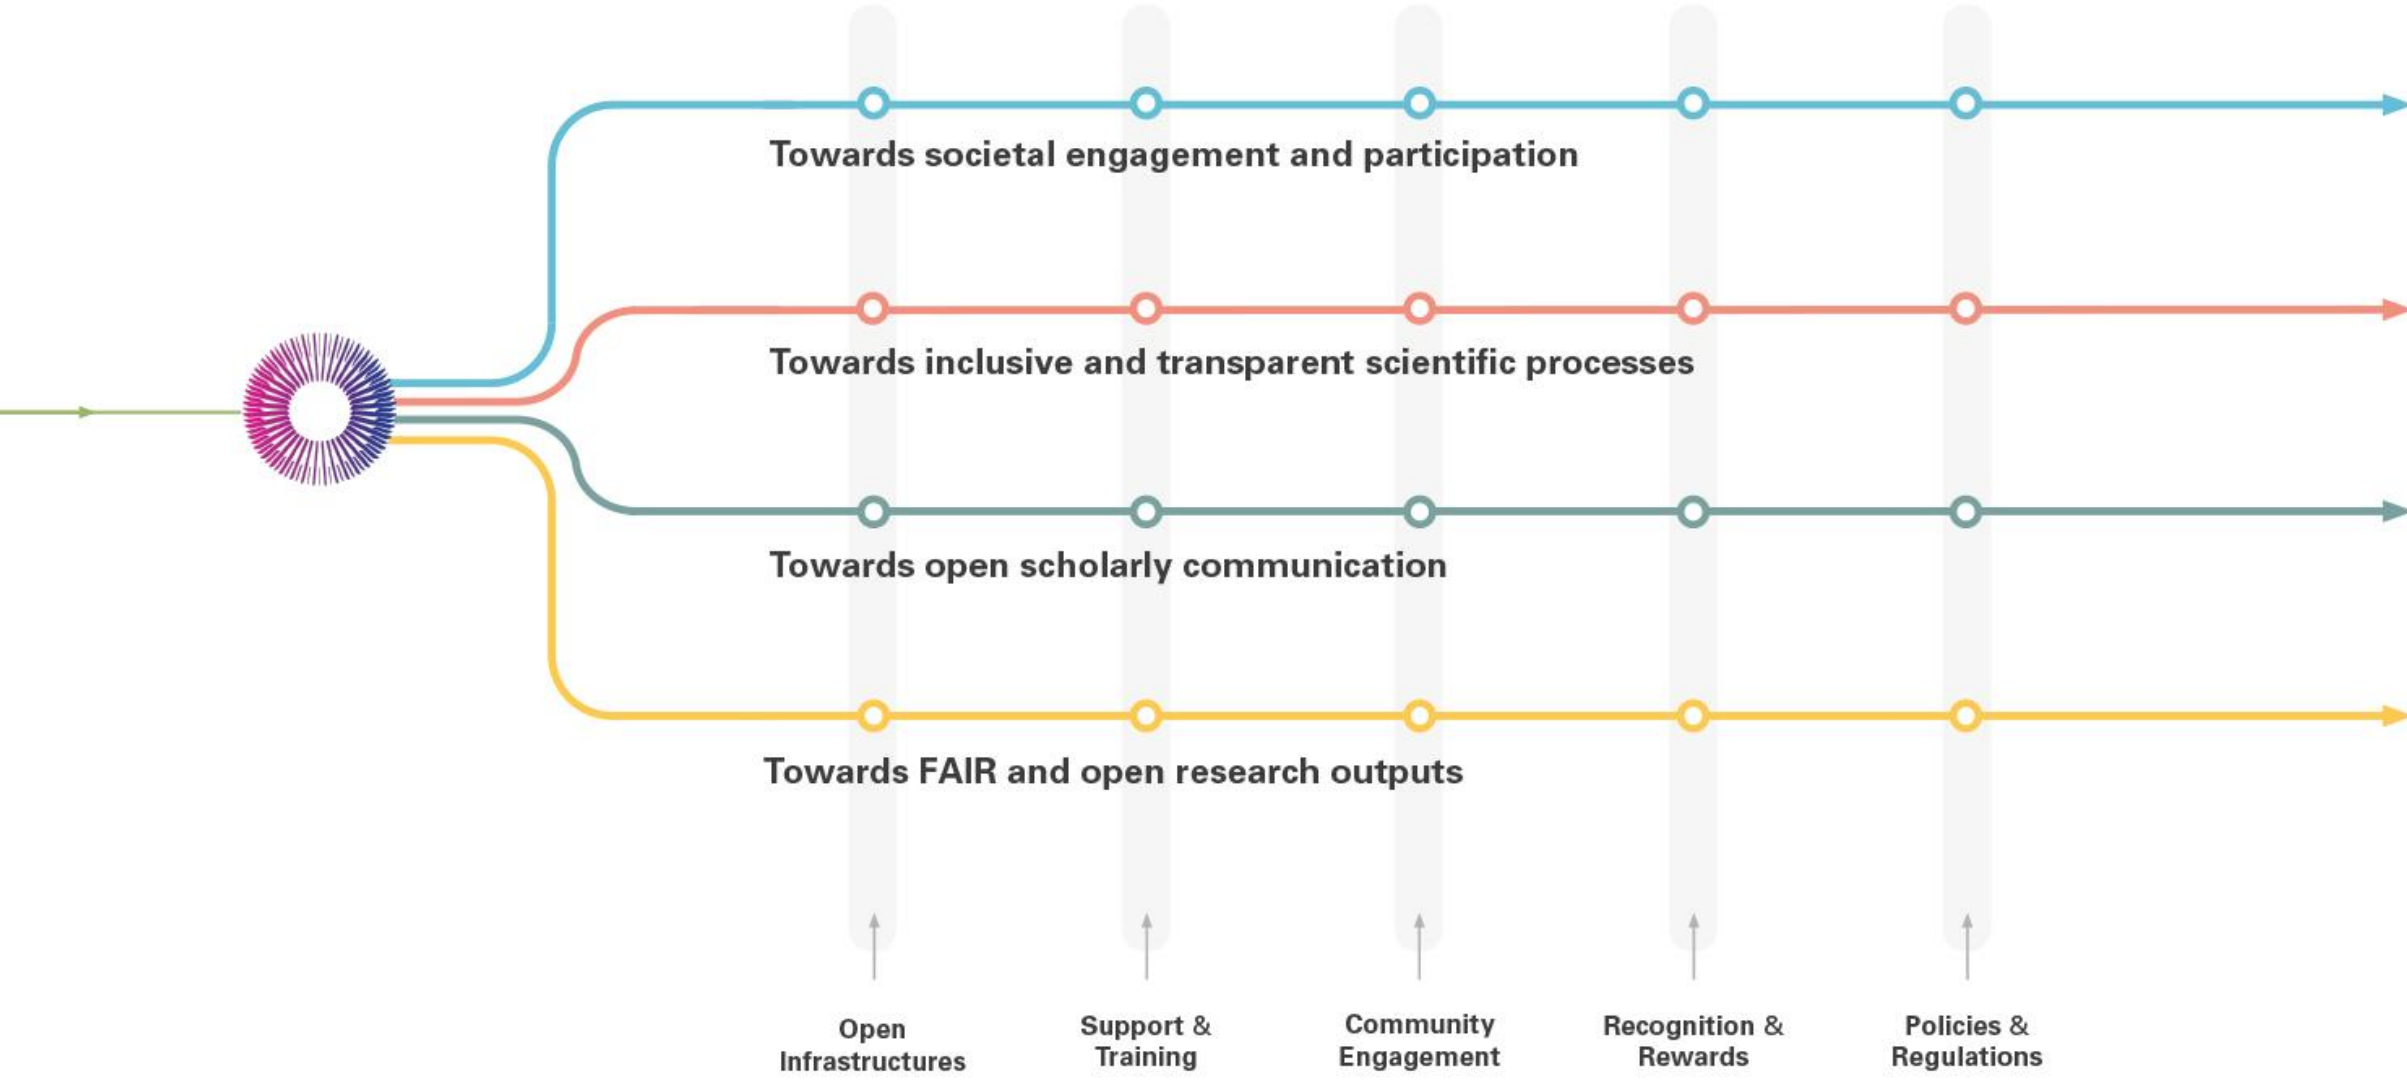 Towards societal engagement and participation
Towards inclusive and transparent scientific processes
Towards open scholarly communication
Towards FAIR and open research outputs
Open
Infrastructures
Support &
Training
Community
Engagement
Recognition &
Rewards
Policies &
Regulations